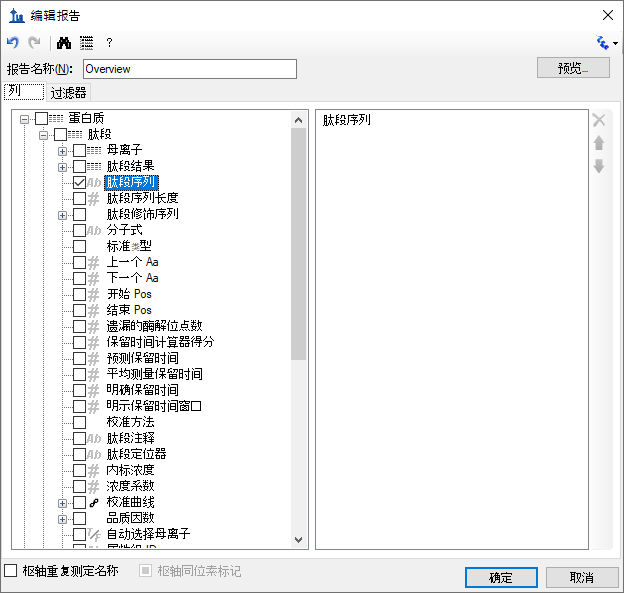 编辑报告
?
报告名称(N):
Overview
预览...
列
过滤器
蛋白质
肽段
母离子
肽段结果
Ab 肽段序列
# 肽段序列长度
肽段修饰序列
Ab 分子式
标准类型
# 上一个 Aa
# 下一个 Aa
# 开始 Pos
# 结束 Pos
# 遗漏的酶解位点数
# 保留时间计算器得分
# 预测保留时间
# 平均测量保留时间
# 明确保留时间
# 明示保留时间窗口
校准方法
Ab 肽段注释
Ab 肽段定位器
# 内标浓度
# 浓度系数
校准曲线
品质因数
T/F 自动选择母离子
肽段序列
枢轴重复测定名称
枢轴同位素标记
确定
取消